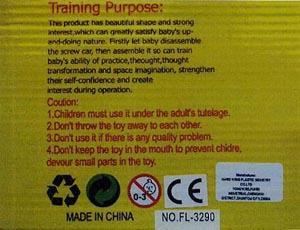 Training Purpose:
This product has beautiful shape and strong
interest,which can greatly satisfy baby's up-
and-doing nature. Firstly let baby disassemble
the screw car, then assemble it so can train
baby's ability of practice,theought,thought
transformation and space imagination, strengthen
their self-confidence and create
interest during operation.
Coution:
1.Children must use it under the adult's tutelage.
2.Don't throw the toy away to each other.
3.Don't use it if there is any quality problem.
4.Don't keep the toy in the mouth to prevent chidre,
devour small parts in the toy.
0-3
CE
MADE IN CHINA
NO.FL-3290